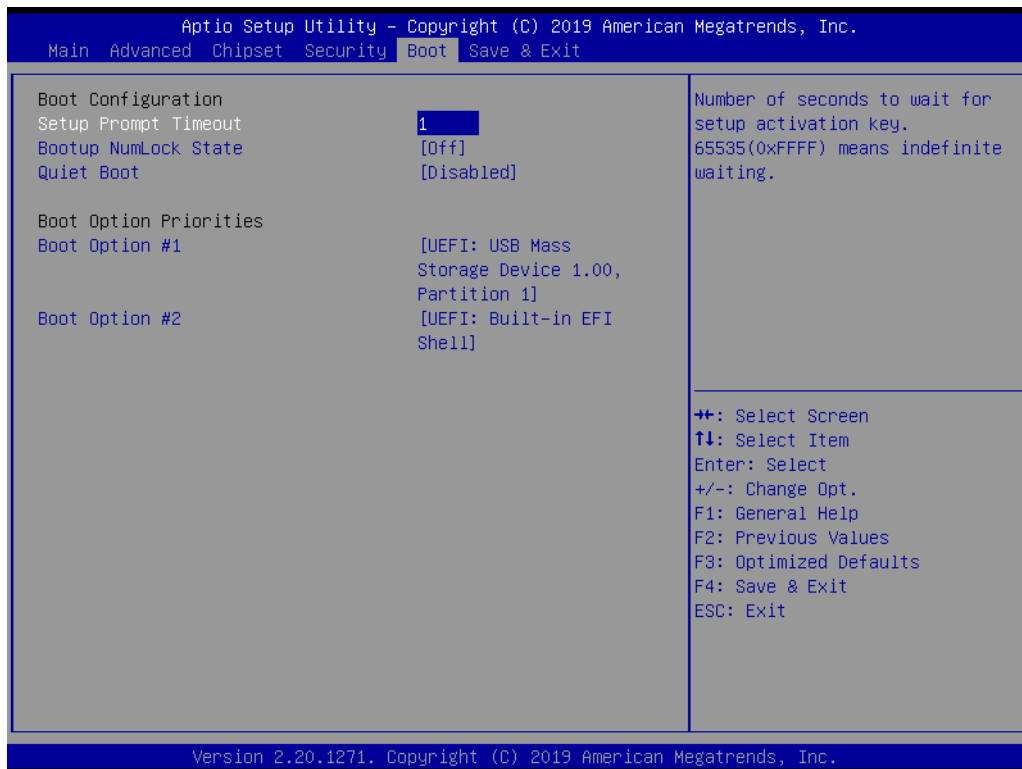 Aptio Setup Utility – Copyright (C) 2019 American Megatrends, Inc.
Main Advanced Chipset Security Boot Save & Exit
Boot Configuration
Setup Prompt Timeout 1
Bootup NumLock State [Off]
Quiet Boot [Disabled]
Boot Option Priorities
Boot Option #1 [UEFI: USB Mass
Storage Device 1.00,
Partition 1]
Boot Option #2 [UEFI: Built-in EFI
Shell]
Number of seconds to wait for
setup activation key.
65535(0xFFFF) means indefinite
waiting.
→←: Select Screen
↑↓: Select Item
Enter: Select
+/-: Change Opt.
F1: General Help
F2: Previous Values
F3: Optimized Defaults
F4: Save & Exit
ESC: Exit
Version 2.20.1271. Copyright (C) 2019 American Megatrends, Inc.